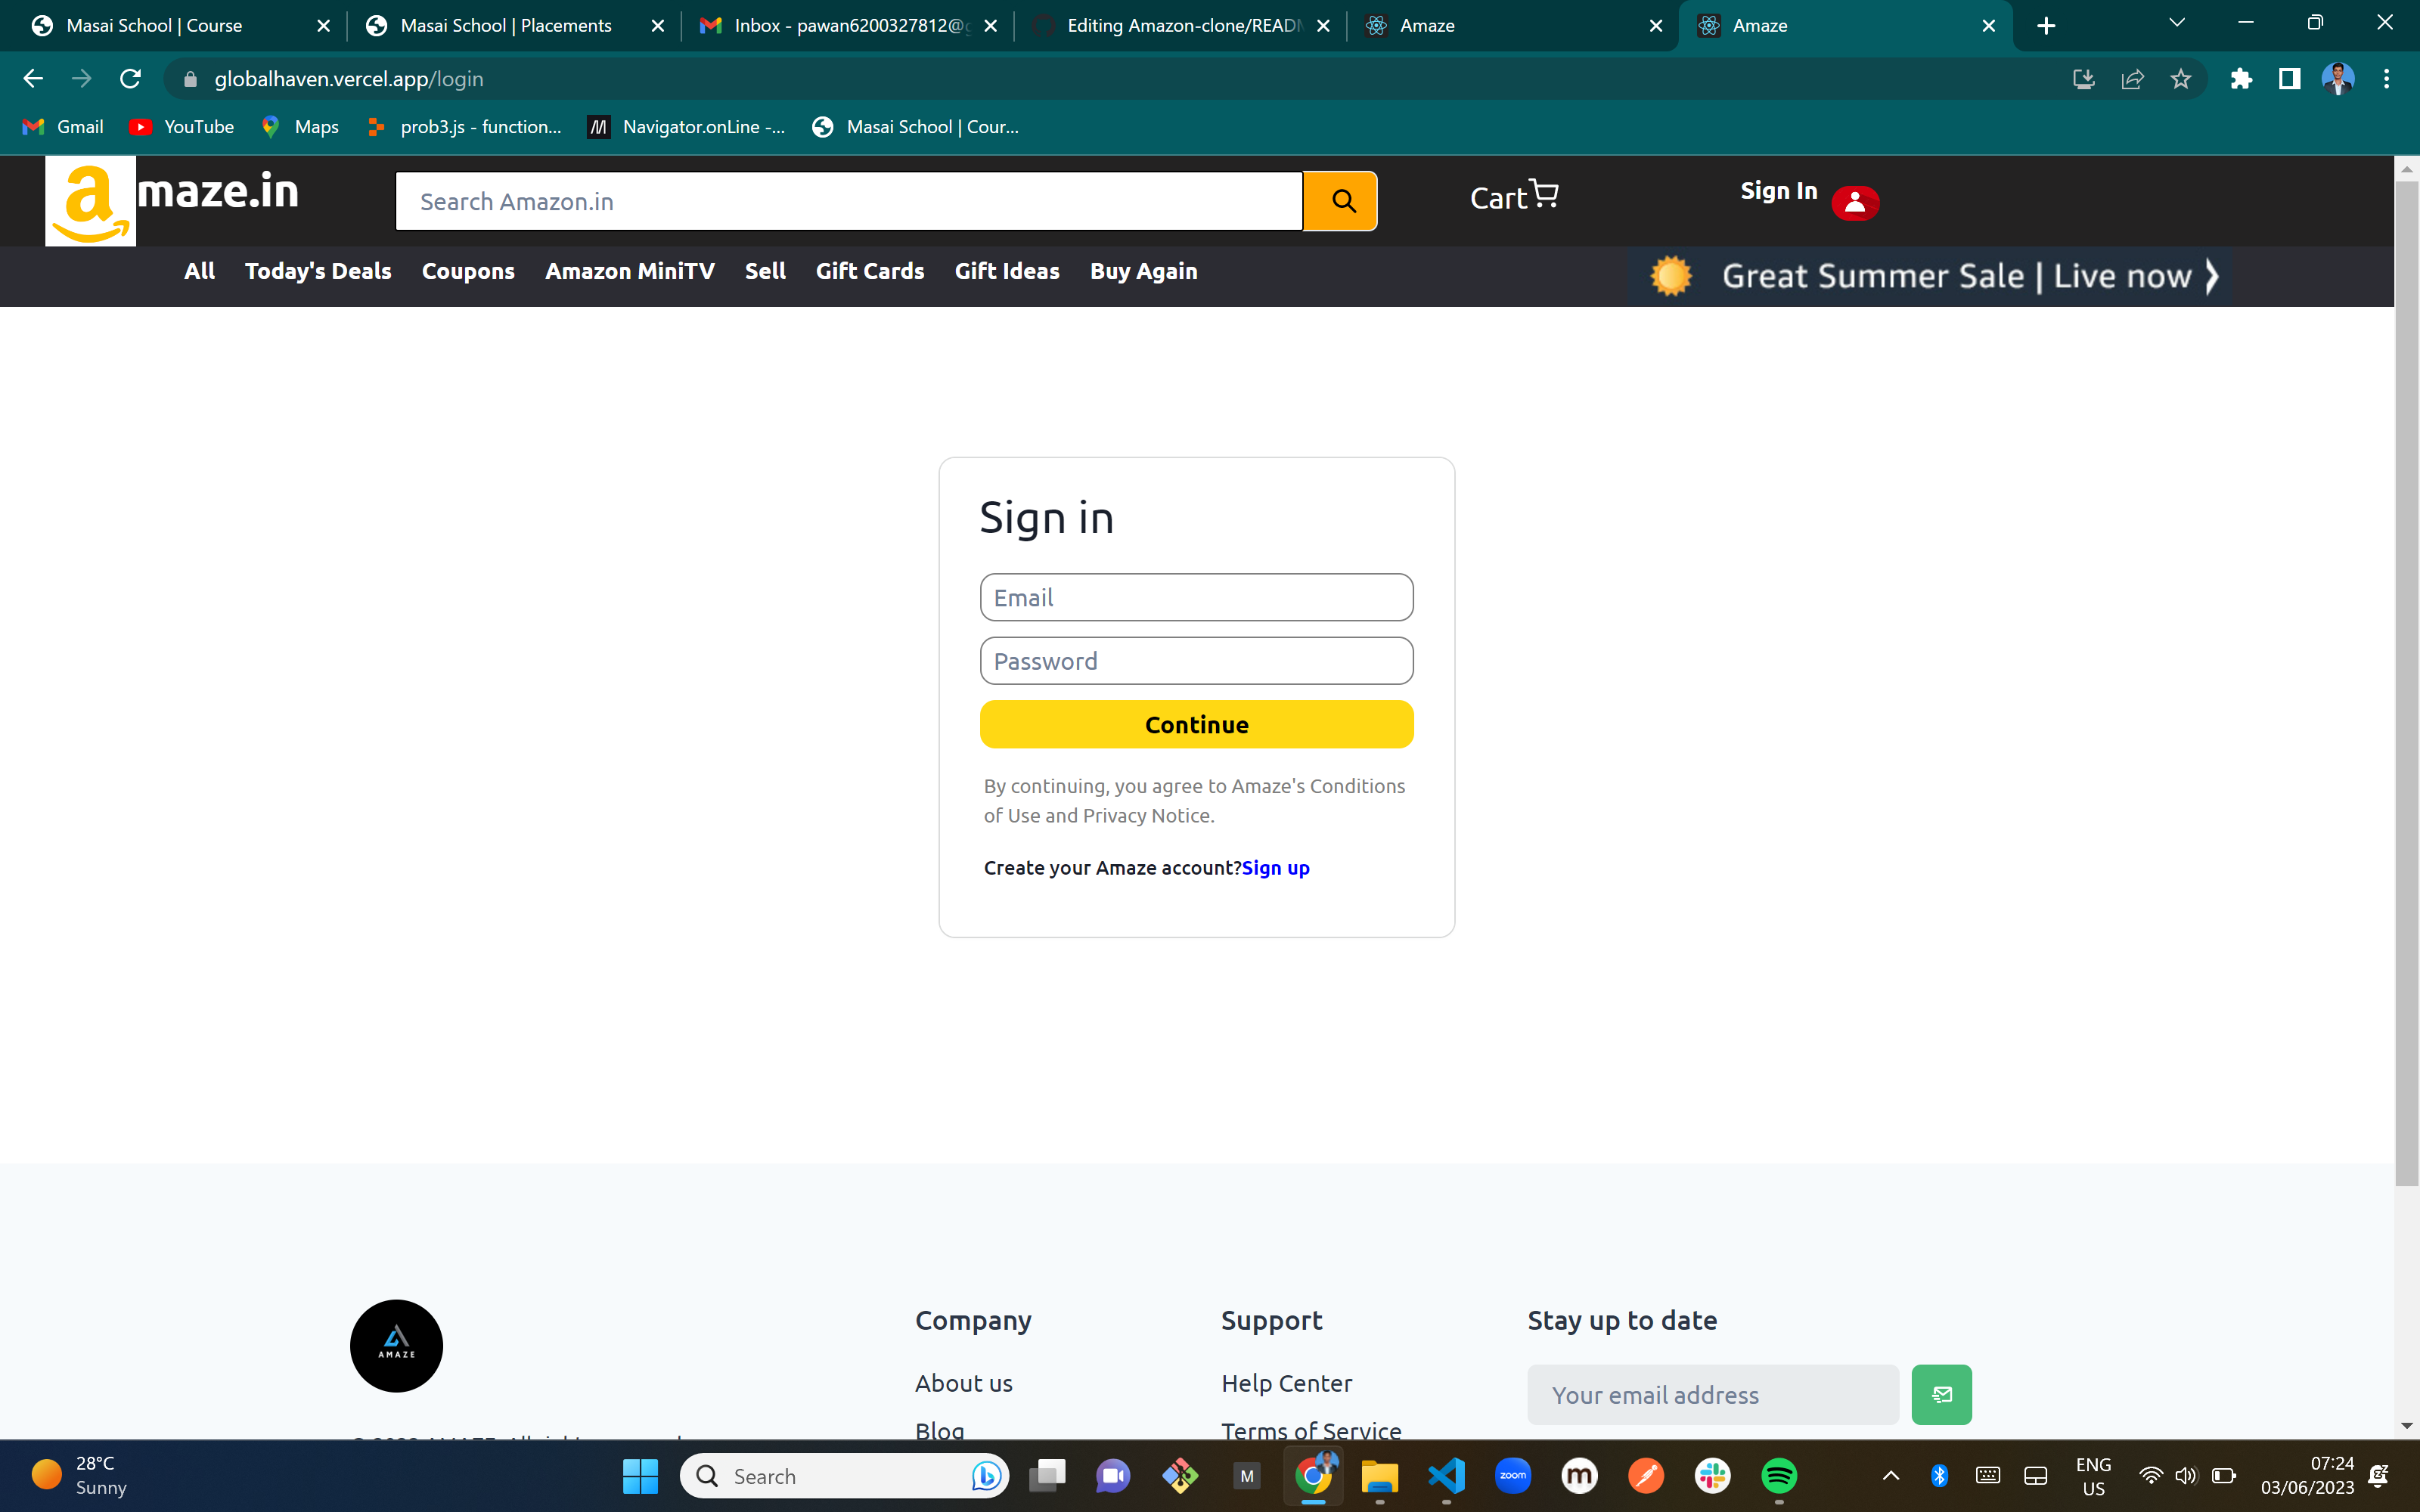 Masai School | Course
Masai School | Placements
Inbox - pawan6200327812@g
Editing Amazon-clone/READM
Amaze
Amaze
globalhaven.vercel.app/login
Gmail
YouTube
Maps
prob3.js - function...
Navigator.onLine -...
Masai School | Cour...
amaze.in
Search Amazon.in
Cart
Sign In
All
Today's Deals
Coupons
Amazon MiniTV
Sell
Gift Cards
Gift Ideas
Buy Again
Great Summer Sale | Live now
Sign in
Email
Password
Continue
By continuing, you agree to Amaze's Conditions
of Use and Privacy Notice.
Create your Amaze account?Sign up
AMAZE
Company
Support
Stay up to date
About us
Help Center
Your email address
Blog
Terms of Service
28°C
Sunny
Search
M
zoom
m
ENG
US
07:24
03/06/2023